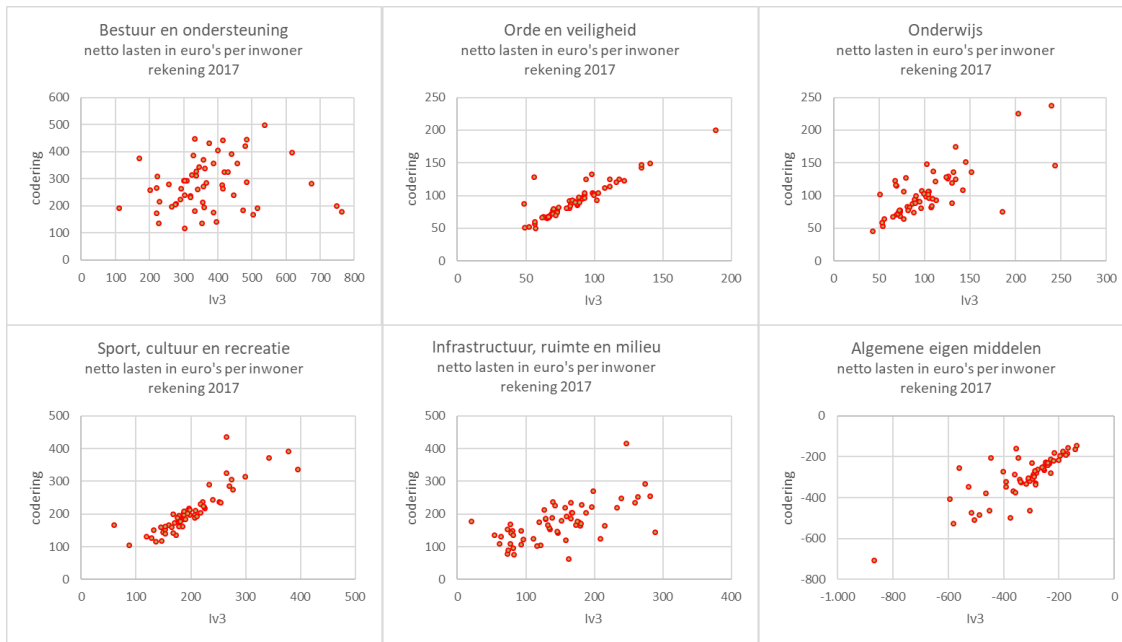 Bestuur en ondersteuning
netto lasten in euro's per inwoner
rekening 2017
600
500
400
300
200
100
0
0 100 200 300 400 500 600 700 800
codering
Iv3
Orde en veiligheid
netto lasten in euro's per inwoner
rekening 2017
250
200
150
100
50
0
0 50 100 150 200
codering
Iv3
Onderwijs
netto lasten in euro's per inwoner
rekening 2017
250
200
150
100
50
0
0 50 100 150 200 250 300
codering
Iv3
Sport, cultuur en recreatie
netto lasten in euro's per inwoner
rekening 2017
500
400
300
200
100
0
0 100 200 300 400 500
codering
Iv3
Infrastructuur, ruimte en milieu
netto lasten in euro's per inwoner
rekening 2017
500
400
300
200
100
0
0 100 200 300 400
codering
Iv3
Algemene eigen middelen
netto lasten in euro's per inwoner
rekening 2017
0
-200
-400
-600
-800
-1.000 -800 -600 -400 -200 0
codering
Iv3